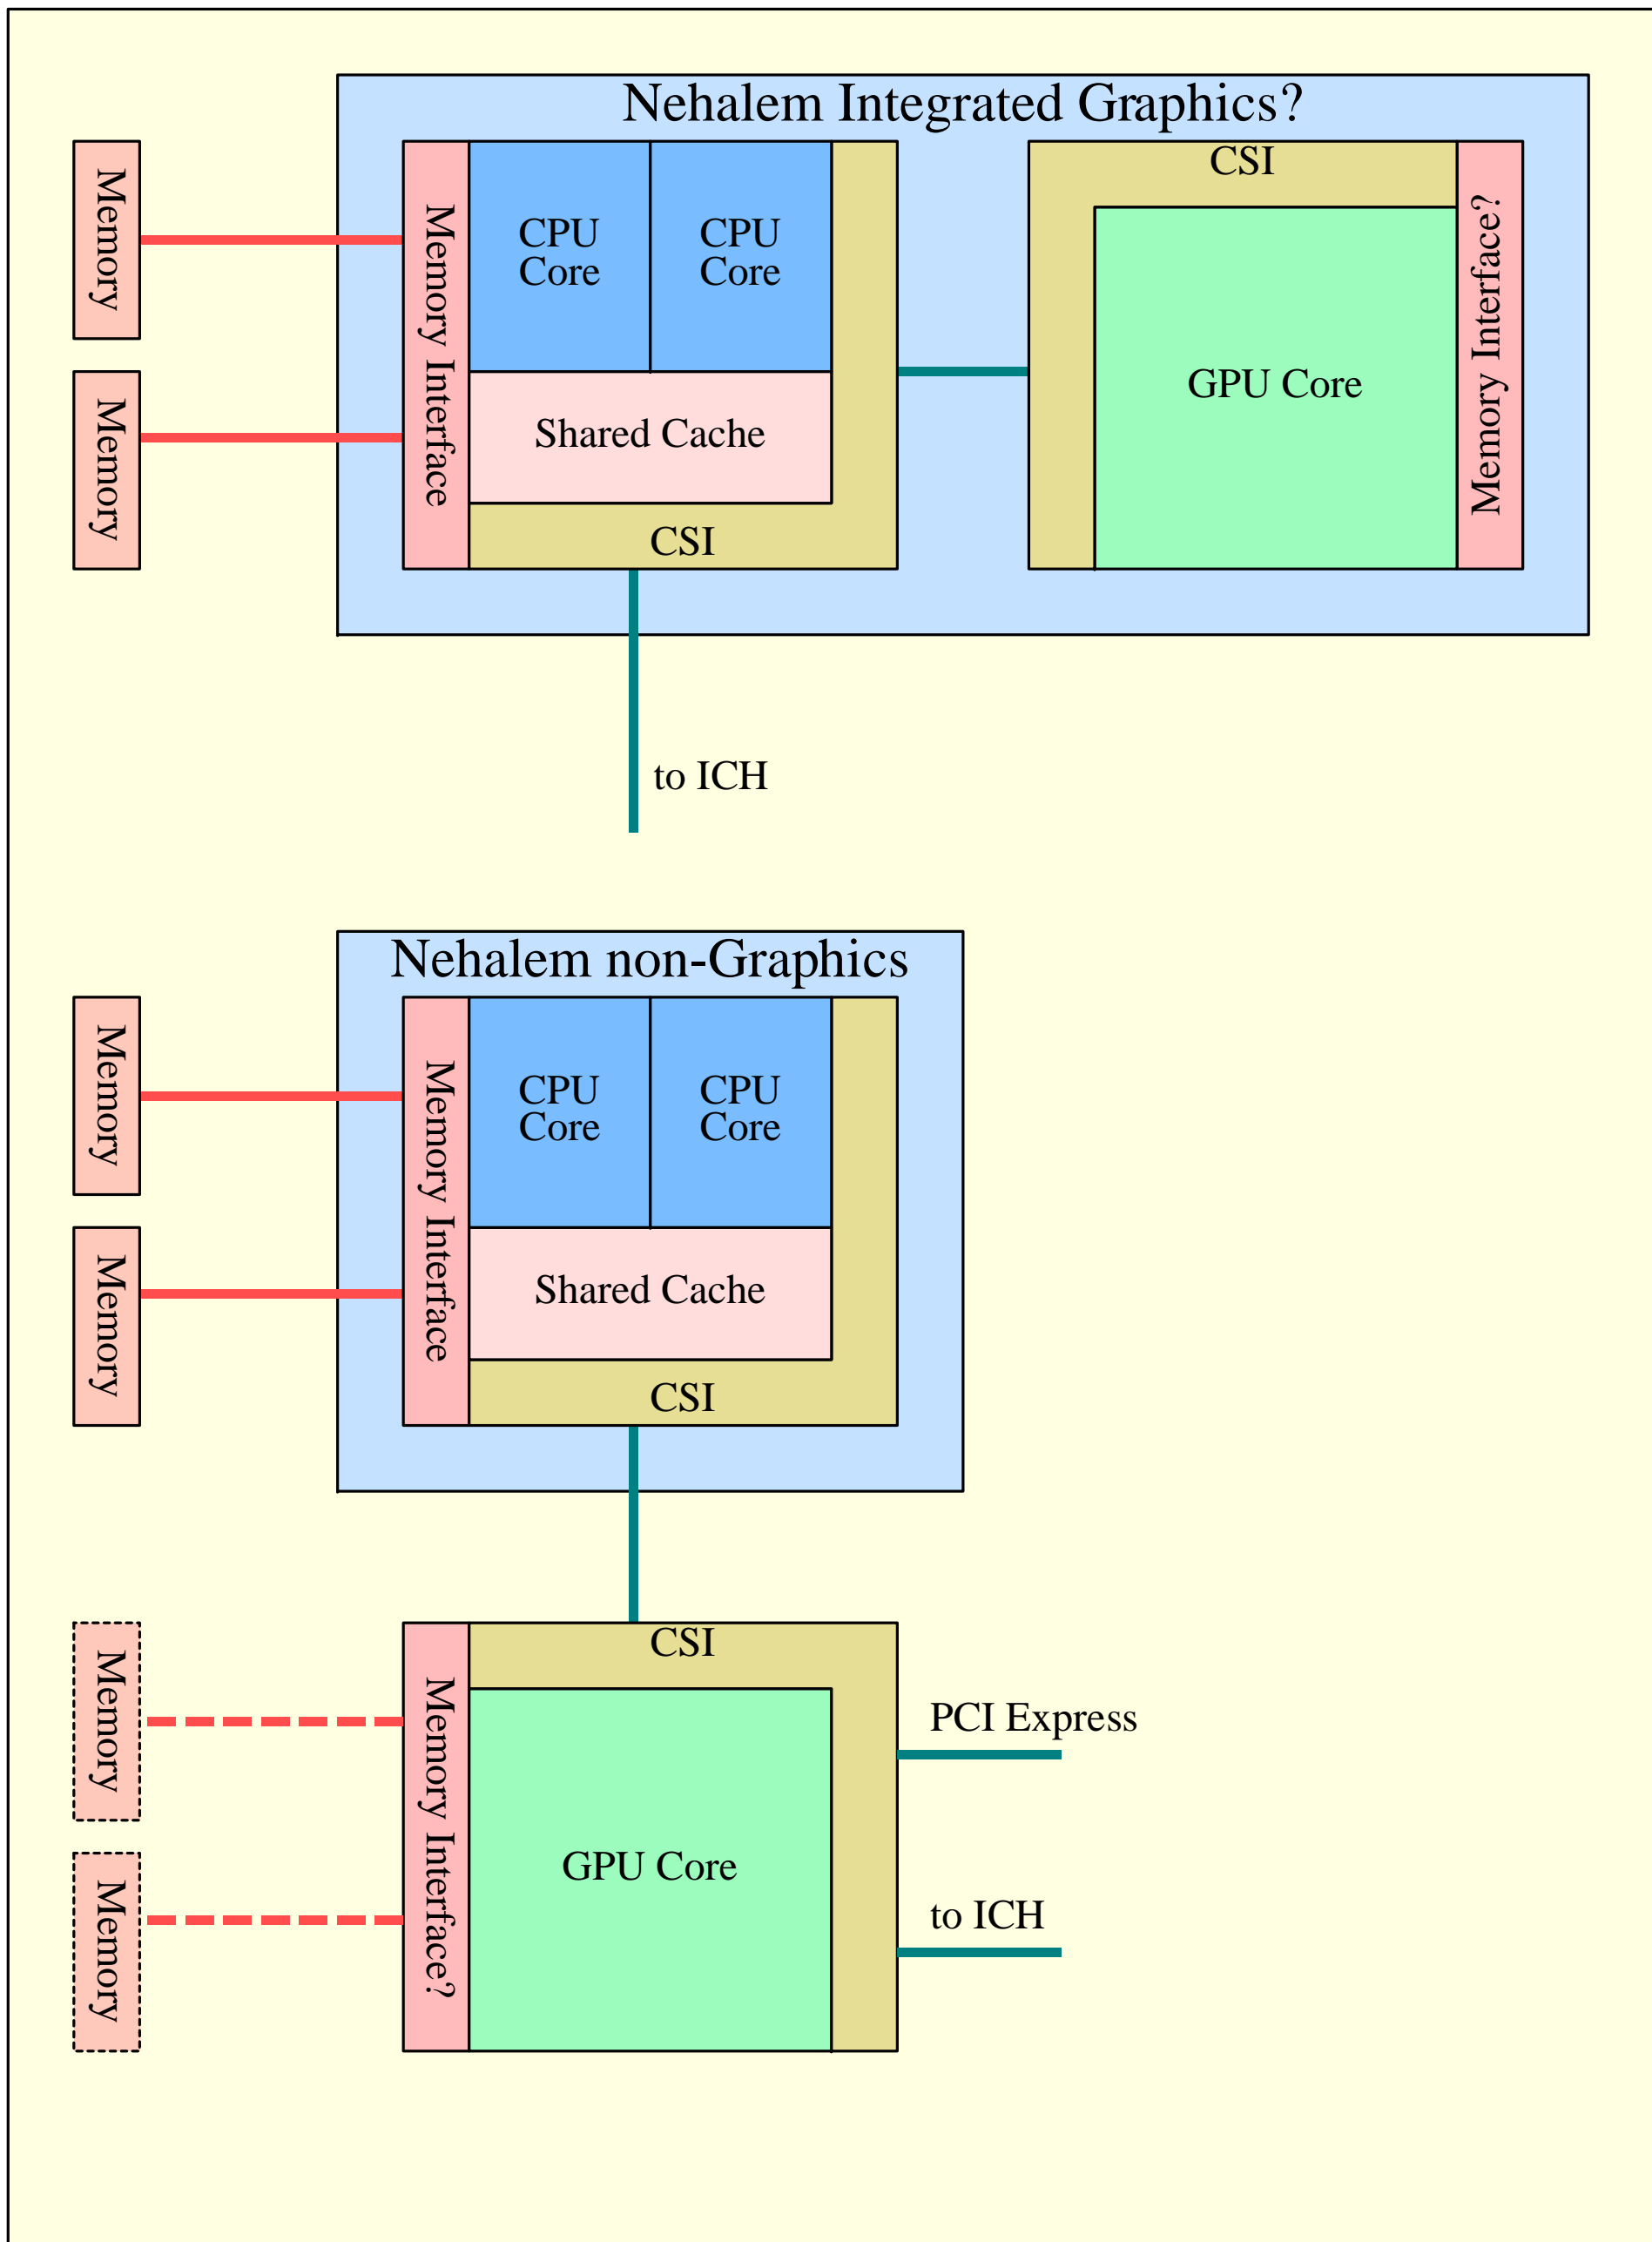 Nehalem Integrated Graphics?
Memory
Memory
Memory Interface
CPU
Core
CPU
Core
Shared Cache
CSI
CSI
GPU Core
Memory Interface?
to ICH
Nehalem non-Graphics
Memory
Memory
Memory Interface
CPU
Core
CPU
Core
Shared Cache
CSI
Memory
Memory
Memory Interface?
CSI
GPU Core
PCI Express
to ICH